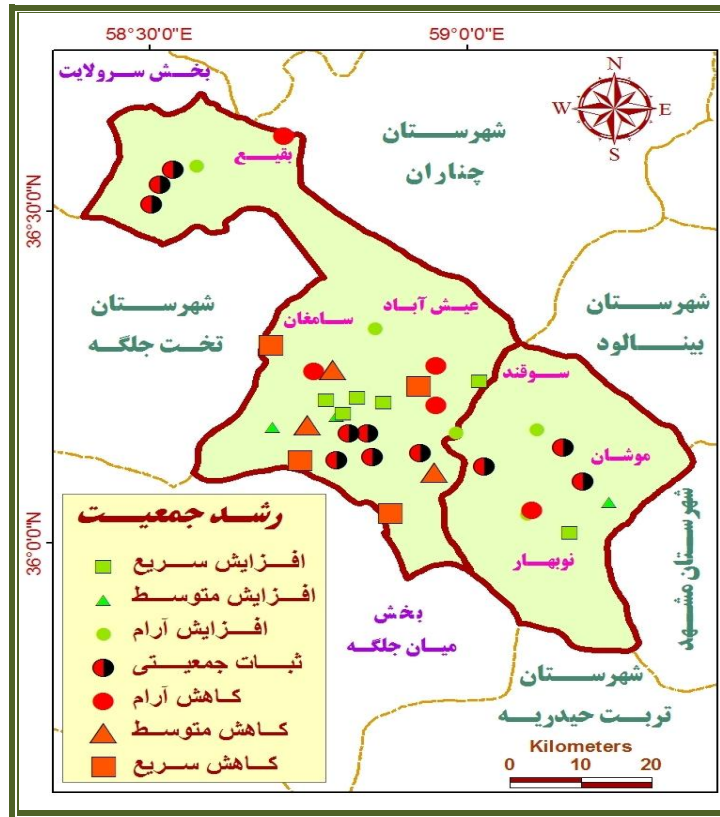 58°30'0"E
59°0'0"E
36°30'0"N
36°0'0"N
بخش سرولایت
N
W
E
S
بقیع
شهرستان
چناران
شهرستان
تخت جلگه
سامغان
عیش آباد
شهرستان
بینالود
سوقند
موشان
نوبهار
شهرستان مشهد
بخش
میان جلگه
شهرستان
تربت حیدریه
رشد جمعیت
افزایش سریع
افزایش متوسط
افزایش آرام
ثبات جمعیتی
کاهش آرام
کاهش متوسط
کاهش سریع
Kilometers
0 10 20